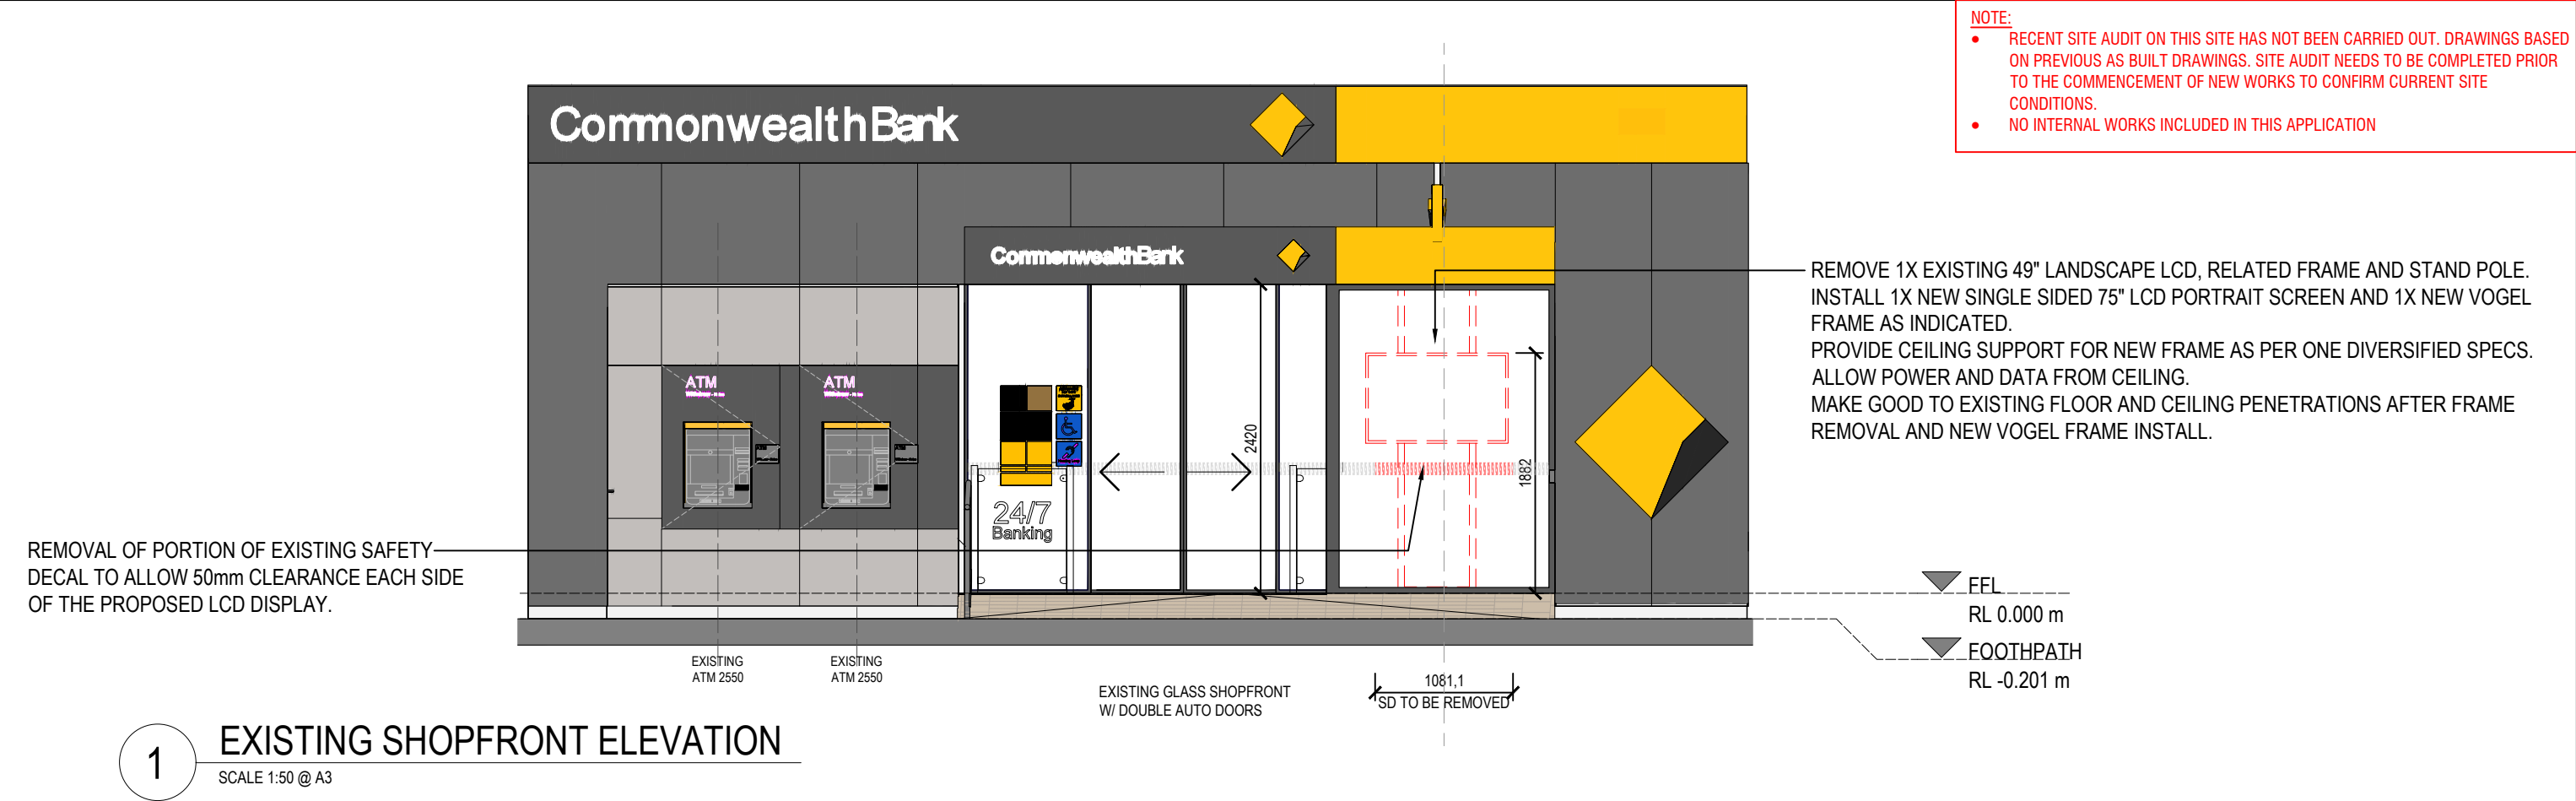 NOTE:
• RECENT SITE AUDIT ON THIS SITE HAS NOT BEEN CARRIED OUT. DRAWINGS BASED
ON PREVIOUS AS BUILT DRAWINGS. SITE AUDIT NEEDS TO BE COMPLETED PRIOR
TO THE COMMENCEMENT OF NEW WORKS TO CONFIRM CURRENT SITE
CONDITIONS.
• NO INTERNAL WORKS INCLUDED IN THIS APPLICATION
CommonwealthBank
CommonwealthBank
REMOVE 1X EXISTING 49" LANDSCAPE LCD, RELATED FRAME AND STAND POLE.
INSTALL 1X NEW SINGLE SIDED 75" LCD PORTRAIT SCREEN AND 1X NEW VOGEL
FRAME AS INDICATED.
PROVIDE CEILING SUPPORT FOR NEW FRAME AS PER ONE DIVERSIFIED SPECS.
ALLOW POWER AND DATA FROM CEILING.
MAKE GOOD TO EXISTING FLOOR AND CEILING PENETRATIONS AFTER FRAME
REMOVAL AND NEW VOGEL FRAME INSTALL.
ATM
ATM
2420
1882
24/7
Banking
REMOVAL OF PORTION OF EXISTING SAFETY
DECAL TO ALLOW 50mm CLEARANCE EACH SIDE
OF THE PROPOSED LCD DISPLAY.
FFL
RL 0.000 m
FOOTHPATH
RL -0.201 m
EXISTING
ATM 2550
EXISTING
ATM 2550
EXISTING GLASS SHOPFRONT
W/ DOUBLE AUTO DOORS
1081,1
SD TO BE REMOVED
1
EXISTING SHOPFRONT ELEVATION
SCALE 1:50 @ A3